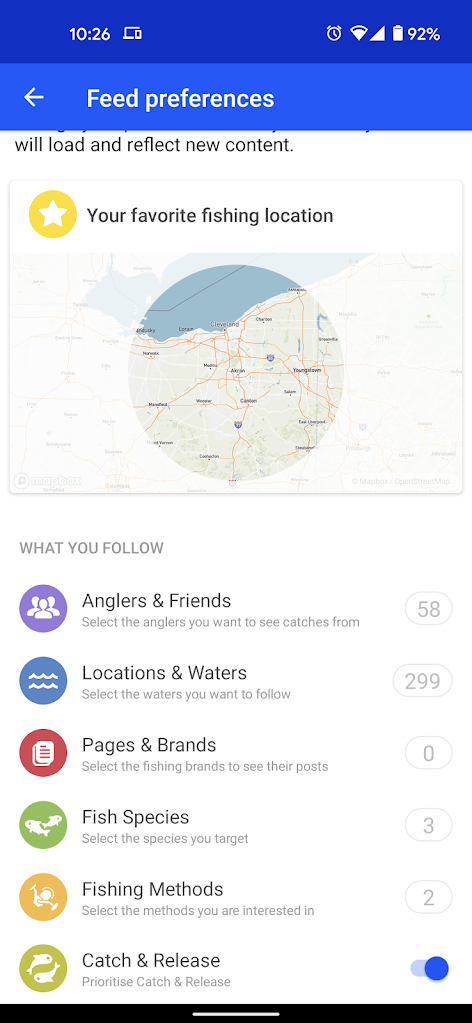 10:26
92%
Feed preferences
will load and reflect new content.
Your favorite fishing location
Ashtabula
Sandusky
Lorain
Cleveland
Chardon
Greenville
Norwalk
Medina
Akron
Youngstown
Mansfield
Wooster
Canton
Salem
East Liverpool
Mount Vernon
Coshocton
Steubenville
Pittsburgh
Johnstown
Columbus
mapbox
© Mapbox / OpenStreetMap
WHAT YOU FOLLOW
Anglers & Friends
58
Select the anglers you want to see catches from
Locations & Waters
299
Select the waters you want to follow
Pages & Brands
0
Select the fishing brands to see their posts
Fish Species
3
Select the species you target
Fishing Methods
2
Select the methods you are interested in
Catch & Release
Prioritise Catch & Release